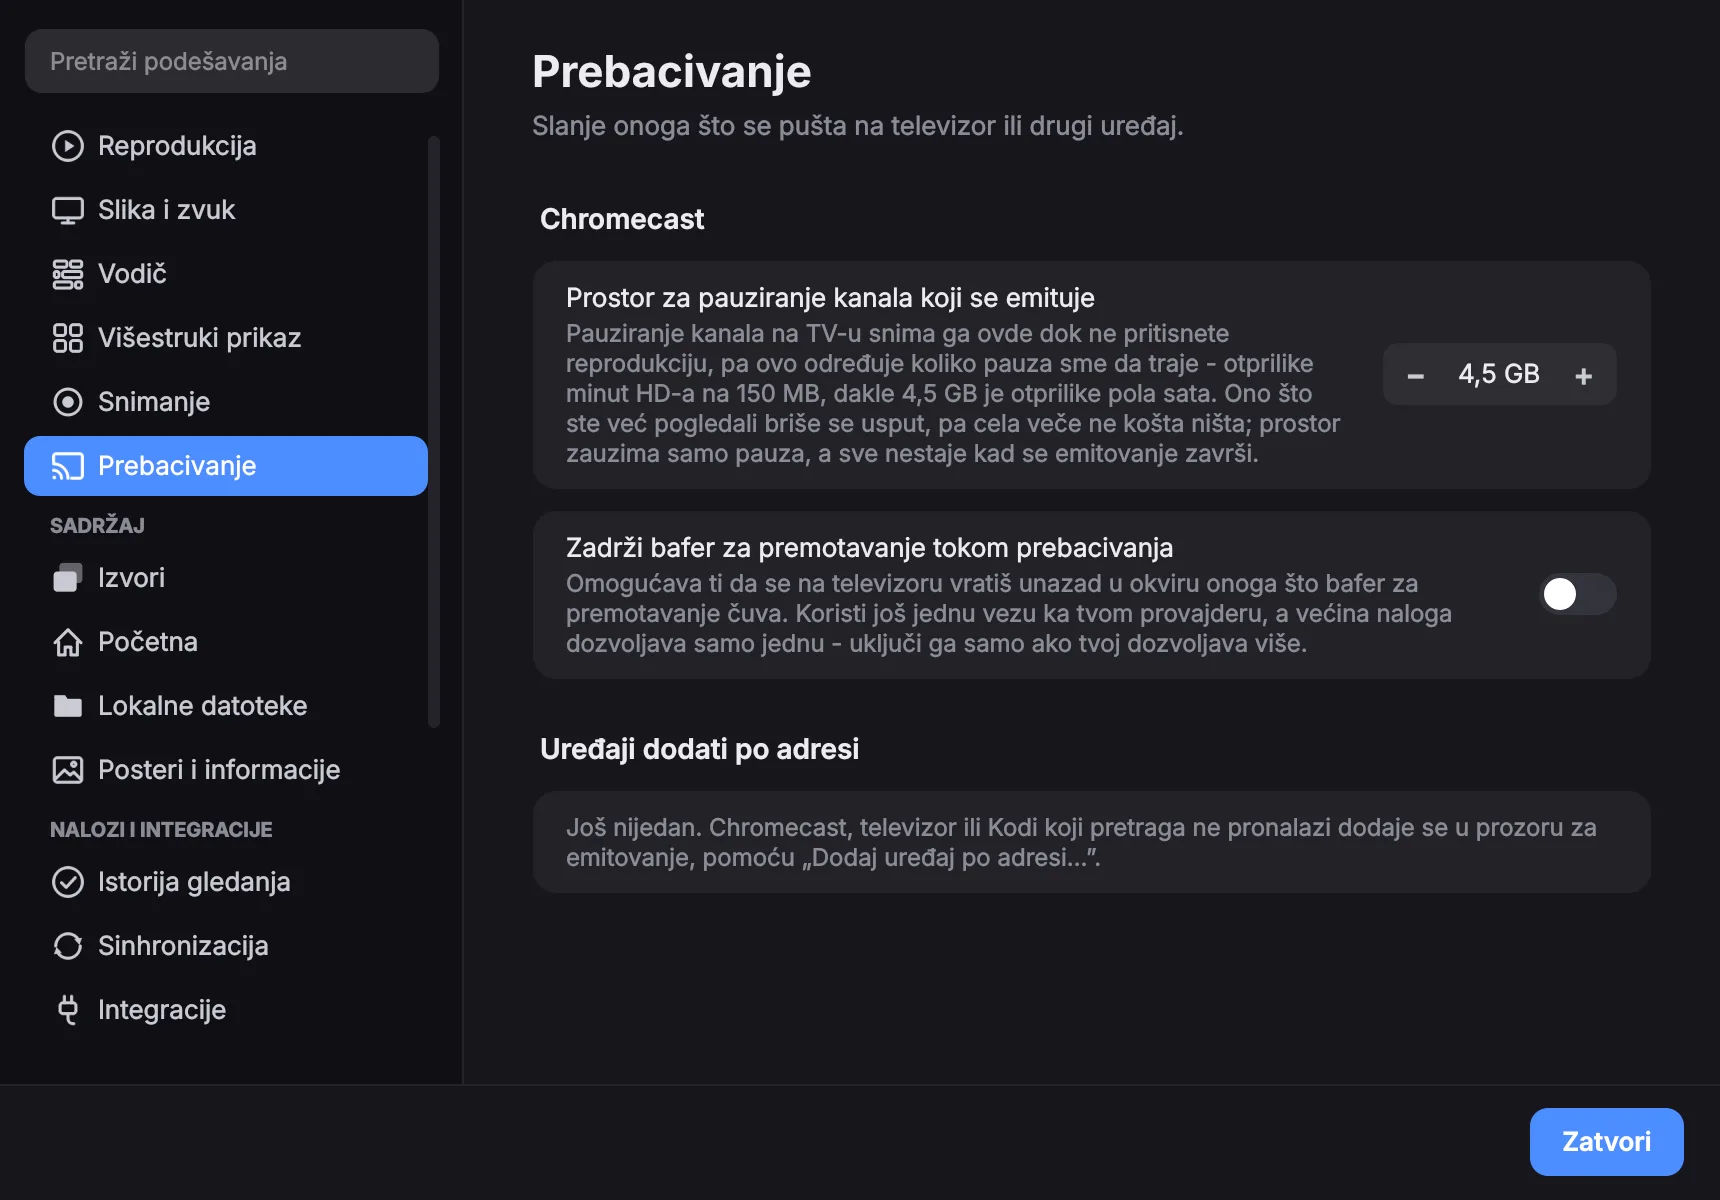 Pretraži podešavanja
Reprodukcija
Slika i zvuk
Vodič
Višestruki prikaz
Snimanje
Prebacivanje
SADRŽAJ
Izvori
Početna
Lokalne datoteke
Posteri i informacije
NALOZI I INTEGRACIJE
Istorija gledanja
Sinhronizacija
Integracije
Prebacivanje
Slanje onoga što se pušta na televizor ili drugi uređaj.
Chromecast
Prostor za pauziranje kanala koji se emituje
Pauziranje kanala na TV-u snima ga ovde dok ne pritisnete
reprodukciju, pa ovo određuje koliko pauza sme da traje - otprilike
minut HD-a na 150 MB, dakle 4,5 GB je otprilike pola sata. Ono što
ste već pogledali briše se usput, pa cela veče ne košta ništa; prostor
zauzima samo pauza, a sve nestaje kad se emitovanje završi.
− 4,5 GB +
Zadrži bafer za premotavanje tokom prebacivanja
Omogućava ti da se na televizoru vratiš unazad u okviru onoga što bafer za
premotavanje čuva. Koristi još jednu vezu ka tvom provajderu, a većina naloga
dozvoljava samo jednu - uključi ga samo ako tvoj dozvoljava više.
Uređaji dodati po adresi
Još nijedan. Chromecast, televizor ili Kodi koji pretraga ne pronalazi dodaje se u prozoru za
emitovanje, pomoću „Dodaj uređaj po adresi...”.
Zatvori